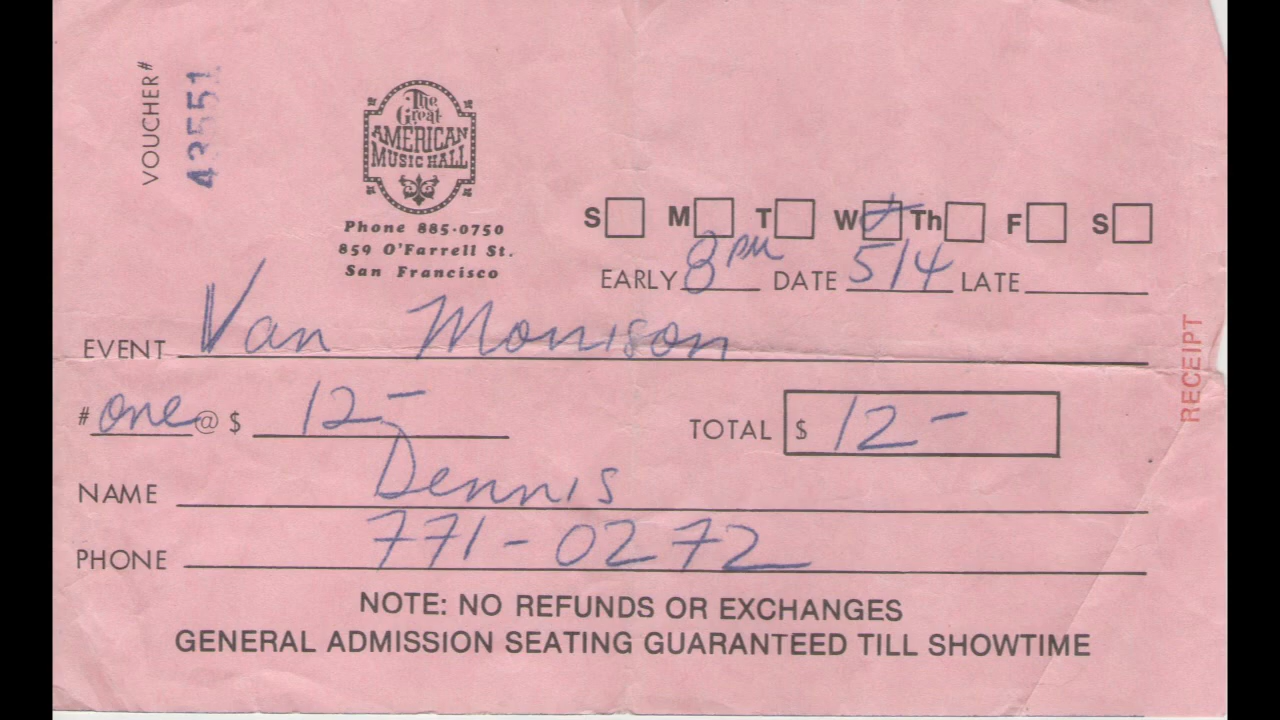 VOUCHER# 43551
The
Great
AMERICAN
MUSIC HALL
Phone 885-0750
859 O'Farrell St.
San Francisco
S M T W Th F S
EARLY 8pm DATE 5/4 LATE
EVENT Van Morrison
# one @ $ 12- TOTAL $ 12-
NAME Dennis
PHONE 771-0272
RECEIPT
NOTE: NO REFUNDS OR EXCHANGES
GENERAL ADMISSION SEATING GUARANTEED TILL SHOWTIME